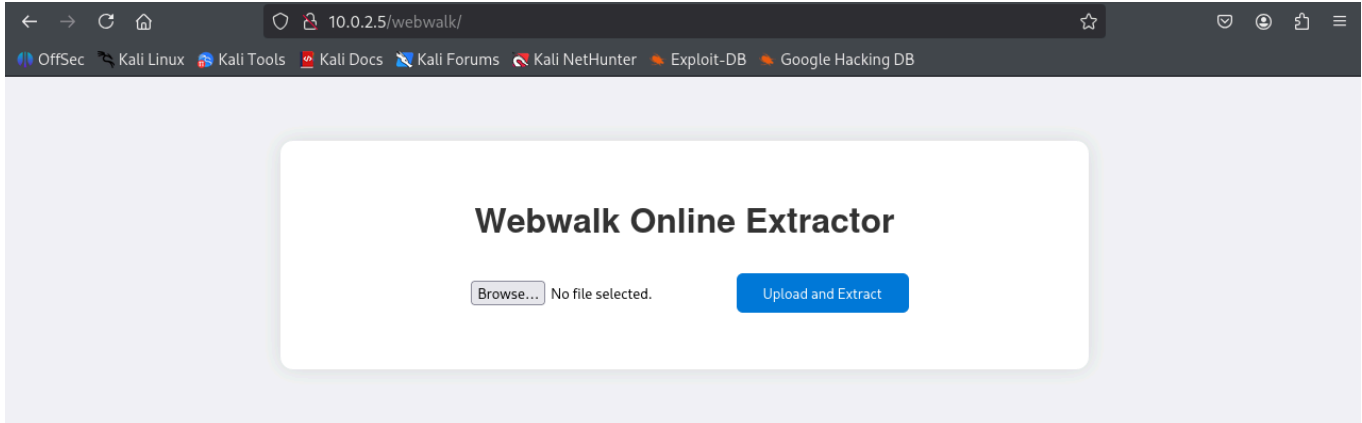 10.0.2.5/webwalk/
OffSec Kali Linux Kali Tools Kali Docs Kali Forums Kali NetHunter Exploit-DB Google Hacking DB
Webwalk Online Extractor
Browse... No file selected. Upload and Extract